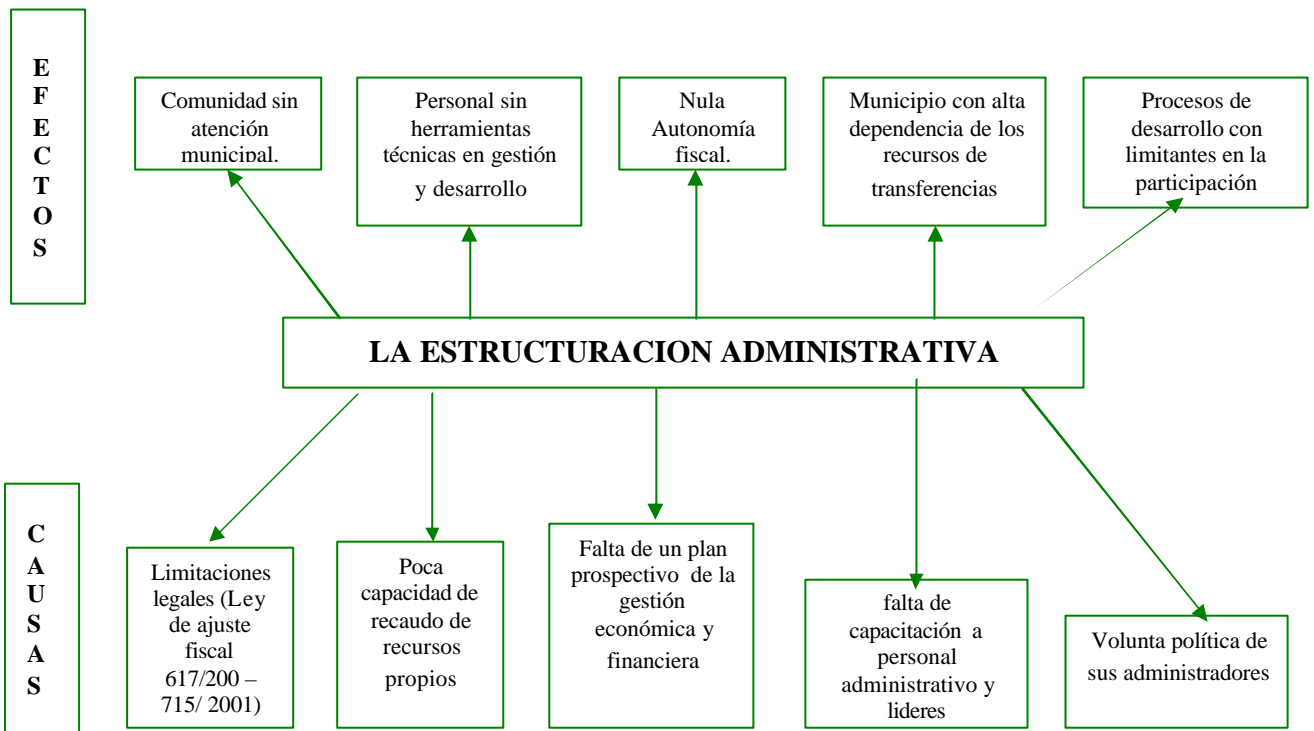 E
F
E
C
T
O
S
Comunidad sin
atención
municipal.
Personal sin
herramientas
técnicas en gestión
y desarrollo
Nula
Autonomía
fiscal.
Municipio con alta
dependencia de los
recursos de
transferencias
Procesos de
desarrollo con
limitantes en la
participación
LA ESTRUCTURACION ADMINISTRATIVA
C
A
U
S
A
S
Limitaciones
legales (Ley
de ajuste
fiscal
617/200 –
715/ 2001)
Poca
capacidad de
recaudo de
recursos
propios
Falta de un plan
prospectivo de la
gestión
económica y
financiera
falta de
capacitación a
personal
administrativo y
lideres
Volunta política de
sus administradores